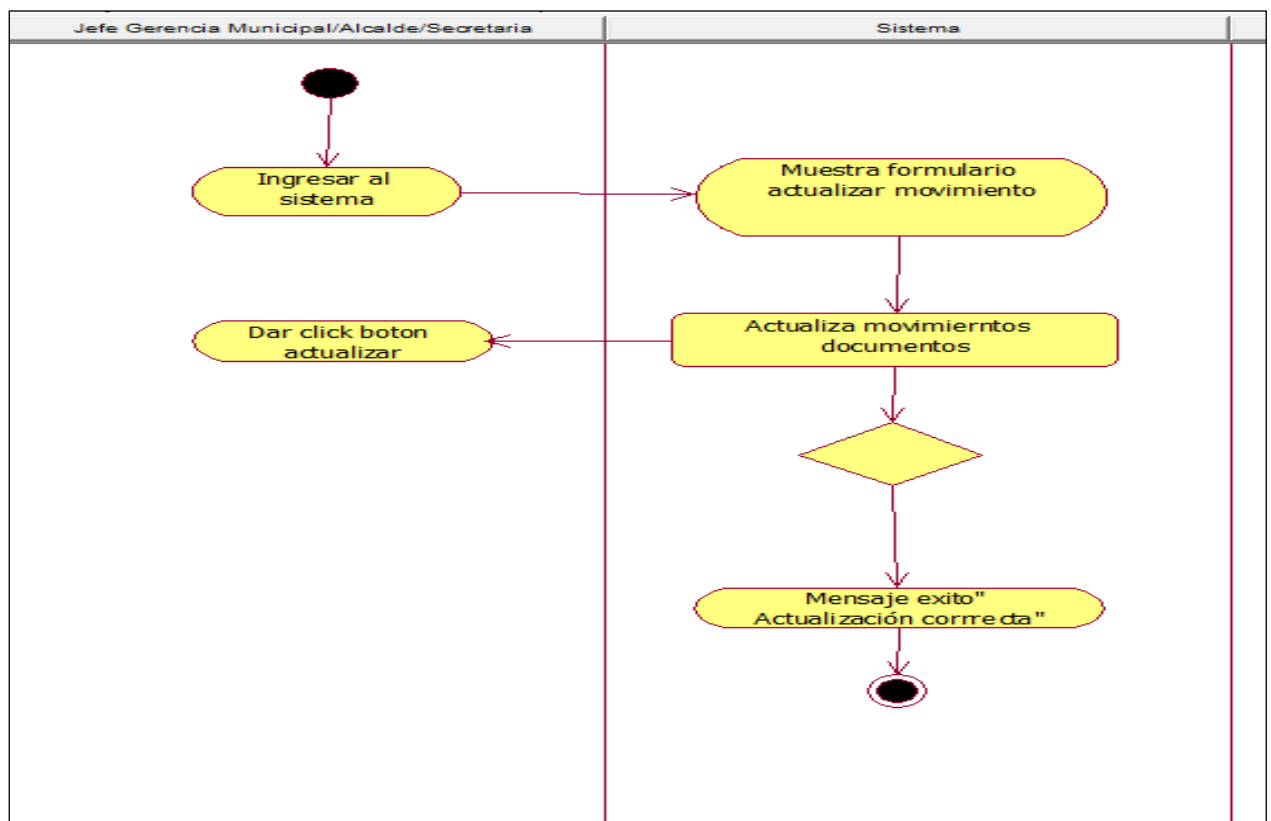 Jefe Gerencia Municipal/Alcalde/Secretaria
Sistema
Ingresar al
sistema
Muestra formulario
actualizar movimiento
Dar click boton
actualizar
Actualiza movimierntos
documentos
Mensaje exito"
Actualización corrrecta"